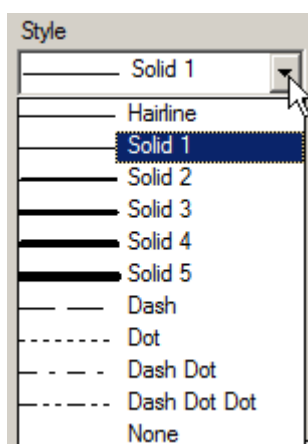 Style
Solid 1
Hairline
Solid 1
Solid 2
Solid 3
Solid 4
Solid 5
Dash
Dot
Dash Dot
Dash Dot Dot
None